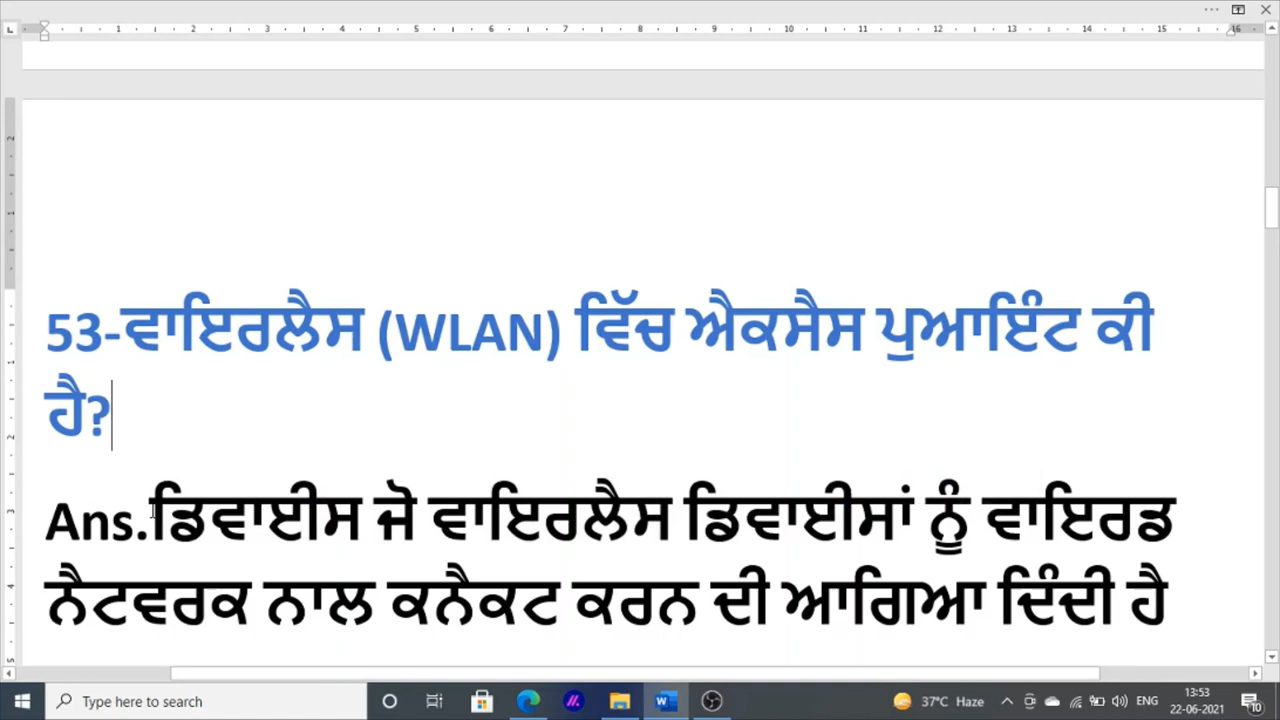 53-ਵਾਇਰਲੈਸ (WLAN) ਵਿੱਚ ਐਕਸੈਸ ਪੁਆਇੰਟ ਕੀ
ਹੈ?
Ans.ਡਿਵਾਈਸ ਜੋ ਵਾਇਰਲੈਸ ਡਿਵਾਈਸਾਂ ਨੂੰ ਵਾਇਰਡ
ਨੈਟਵਰਕ ਨਾਲ ਕਨੈਕਟ ਕਰਨ ਦੀ ਆਗਿਆ ਦਿੰਦੀ ਹੈ
Type here to search
37°C Haze
ENG
13:53
22-06-2021
10